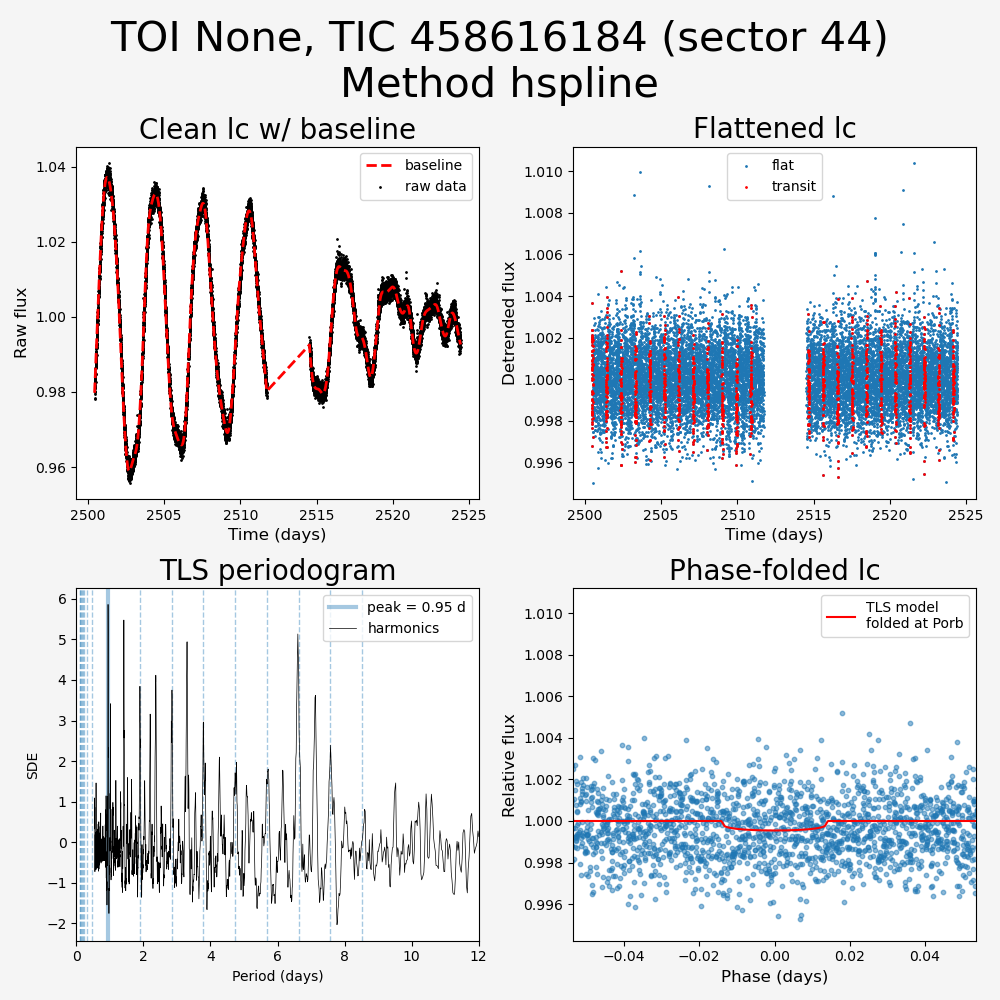 TOI None, TIC 458616184 (sector 44)
Method hspline
Clean lc w/ baseline
baseline
raw data
1.04
1.02
1.00
0.98
0.96
Raw flux
2500
2505
2510
2515
2520
2525
Time (days)
Flattened lc
flat
transit
1.010
1.008
1.006
1.004
1.002
1.000
0.998
0.996
Detrended flux
2500
2505
2510
2515
2520
2525
Time (days)
TLS periodogram
peak = 0.95 d
harmonics
6
5
4
3
2
1
0
−1
−2
SDE
0
2
4
6
8
10
12
Period (days)
Phase-folded lc
TLS model
folded at Porb
1.010
1.008
1.006
1.004
1.002
1.000
0.998
0.996
Relative flux
−0.04
−0.02
0.00
0.02
0.04
Phase (days)